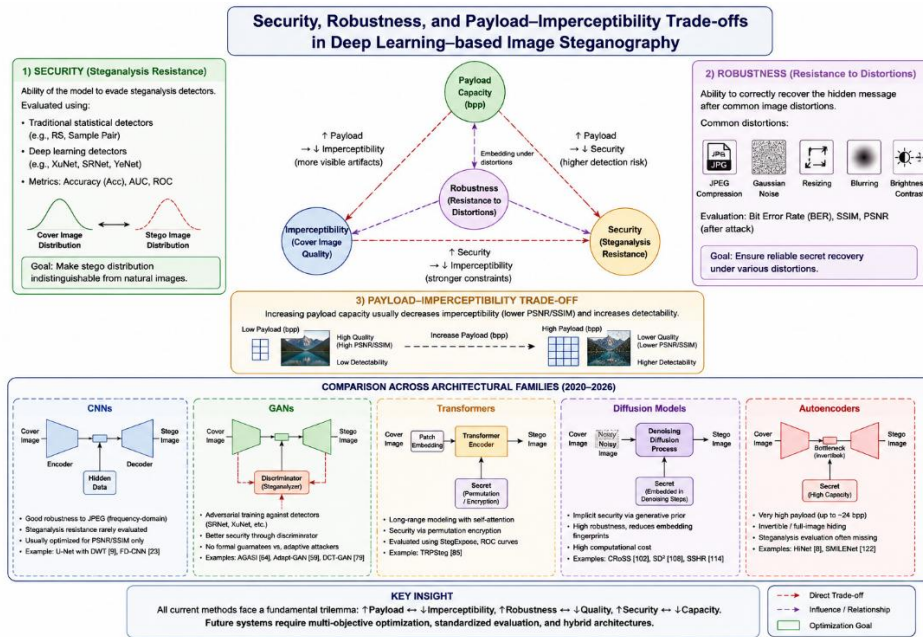 Security, Robustness, and Payload–Imperceptibility Trade-offs
in Deep Learning–based Image Steganography
1) SECURITY (Steganalysis Resistance)
Ability of the model to evade steganalysis detectors.
Evaluated using:
• Traditional statistical detectors
(e.g., RS, Sample Pair)
• Deep learning detectors
(e.g., XuNet, SRNet, YeNet)
• Metrics: Accuracy (Acc), AUC, ROC
Cover Image
Distribution
Stego Image
Distribution
Goal: Make stego distribution
indistinguishable from natural images.
Payload
Capacity
(bpp)
↑ Payload
→ ↓ Imperceptibility
(more visible artifacts)
Embedding under
distortions
↑ Payload
→ ↓ Security
(higher detection risk)
Robustness
(Resistance to
Distortions)
Imperceptibility
(Cover Image
Quality)
Security
(Steganalysis
Resistance)
↑ Security
→ ↓ Imperceptibility
(stronger constraints)
2) ROBUSTNESS (Resistance to Distortions)
Ability to correctly recover the hidden message
after common image distortions.
Common distortions:
JPG
JPG
JPEG
Compression
Gaussian
Noise
Resizing
Blurring
Brightness
Contrast
Evaluation: Bit Error Rate (BER), SSIM, PSNR
(after attack)
Goal: Ensure reliable secret recovery
under various distortions.
3) PAYLOAD–IMPERCEPTIBILITY TRADE-OFF
Increasing payload capacity usually decreases imperceptibility (lower PSNR/SSIM) and increases detectability.
Low Payload (bpp)
High Quality
(High PSNR/SSIM)
Low Detectability
Increase Payload (bpp)
High Payload (bpp)
Lower Quality
(Lower PSNR/SSIM)
Higher Detectability
COMPARISON ACROSS ARCHITECTURAL FAMILIES (2020–2026)
CNNs
Cover
Image
Stego
Image
Encoder
Decoder
Hidden
Data
• Good robustness to JPEG (frequency-domain)
• Steganalysis resistance rarely evaluated
• Usually optimized for PSNR/SSIM only
• Example: U-Net with DWT [9], FD-CNN [23]
GANs
Cover
Image
Stego
Image
Discriminator
(Steganalyzer)
• Adversarial training against detectors
(SRNet, XuNet, etc.)
• Better security through discriminator
• No formal guarnaters vs. adaptive attackers
• Examples: AGASI [64], Adapt-GAN [59], DCT-GAN [79]
Transformers
Cover
Image
Patch
Embedding
Transformer
Encoder
Stego
Image
Secret
(Permutation /
Encryption)
• Long-range modeling with self-attention
• Security via permutation encryption
• Evaluated using StegExpose, ROC curves
• Example: TRPSteg [85]
Diffusion Models
Cover
Image
Noisy
Noisy
Image
Denoising
Diffusion
Process
Stego
Image
Secret
(Embedded in
Denoising Steps)
• Implicit security via generative prior
• High robustness, reduces embedding
fingerprints
• High computational cost
• Examples: CRoSS [102], SD² [108], SSHR [114]
Autoencoders
Cover
Image
Stego
Image
Bottleneck
Secret
(High Capacity)
• Very high payload (up to ~24 bpp)
• Invertible / full-image hiding
• Steganalysis evaluation often missing
• Examples: HiNet [8], SMILENet [122]
KEY INSIGHT
All current methods face a fundamental trilemma: ↑Payload ↔ ↓Imperceptibility, ↑Robustness ↔ ↓Quality, ↑Security ↔ ↓Capacity.
Future systems require multi-objective optimization, standardized evaluation, and hybrid architectures.
Direct Trade-off
Influence / Relationship
Optimization Goal